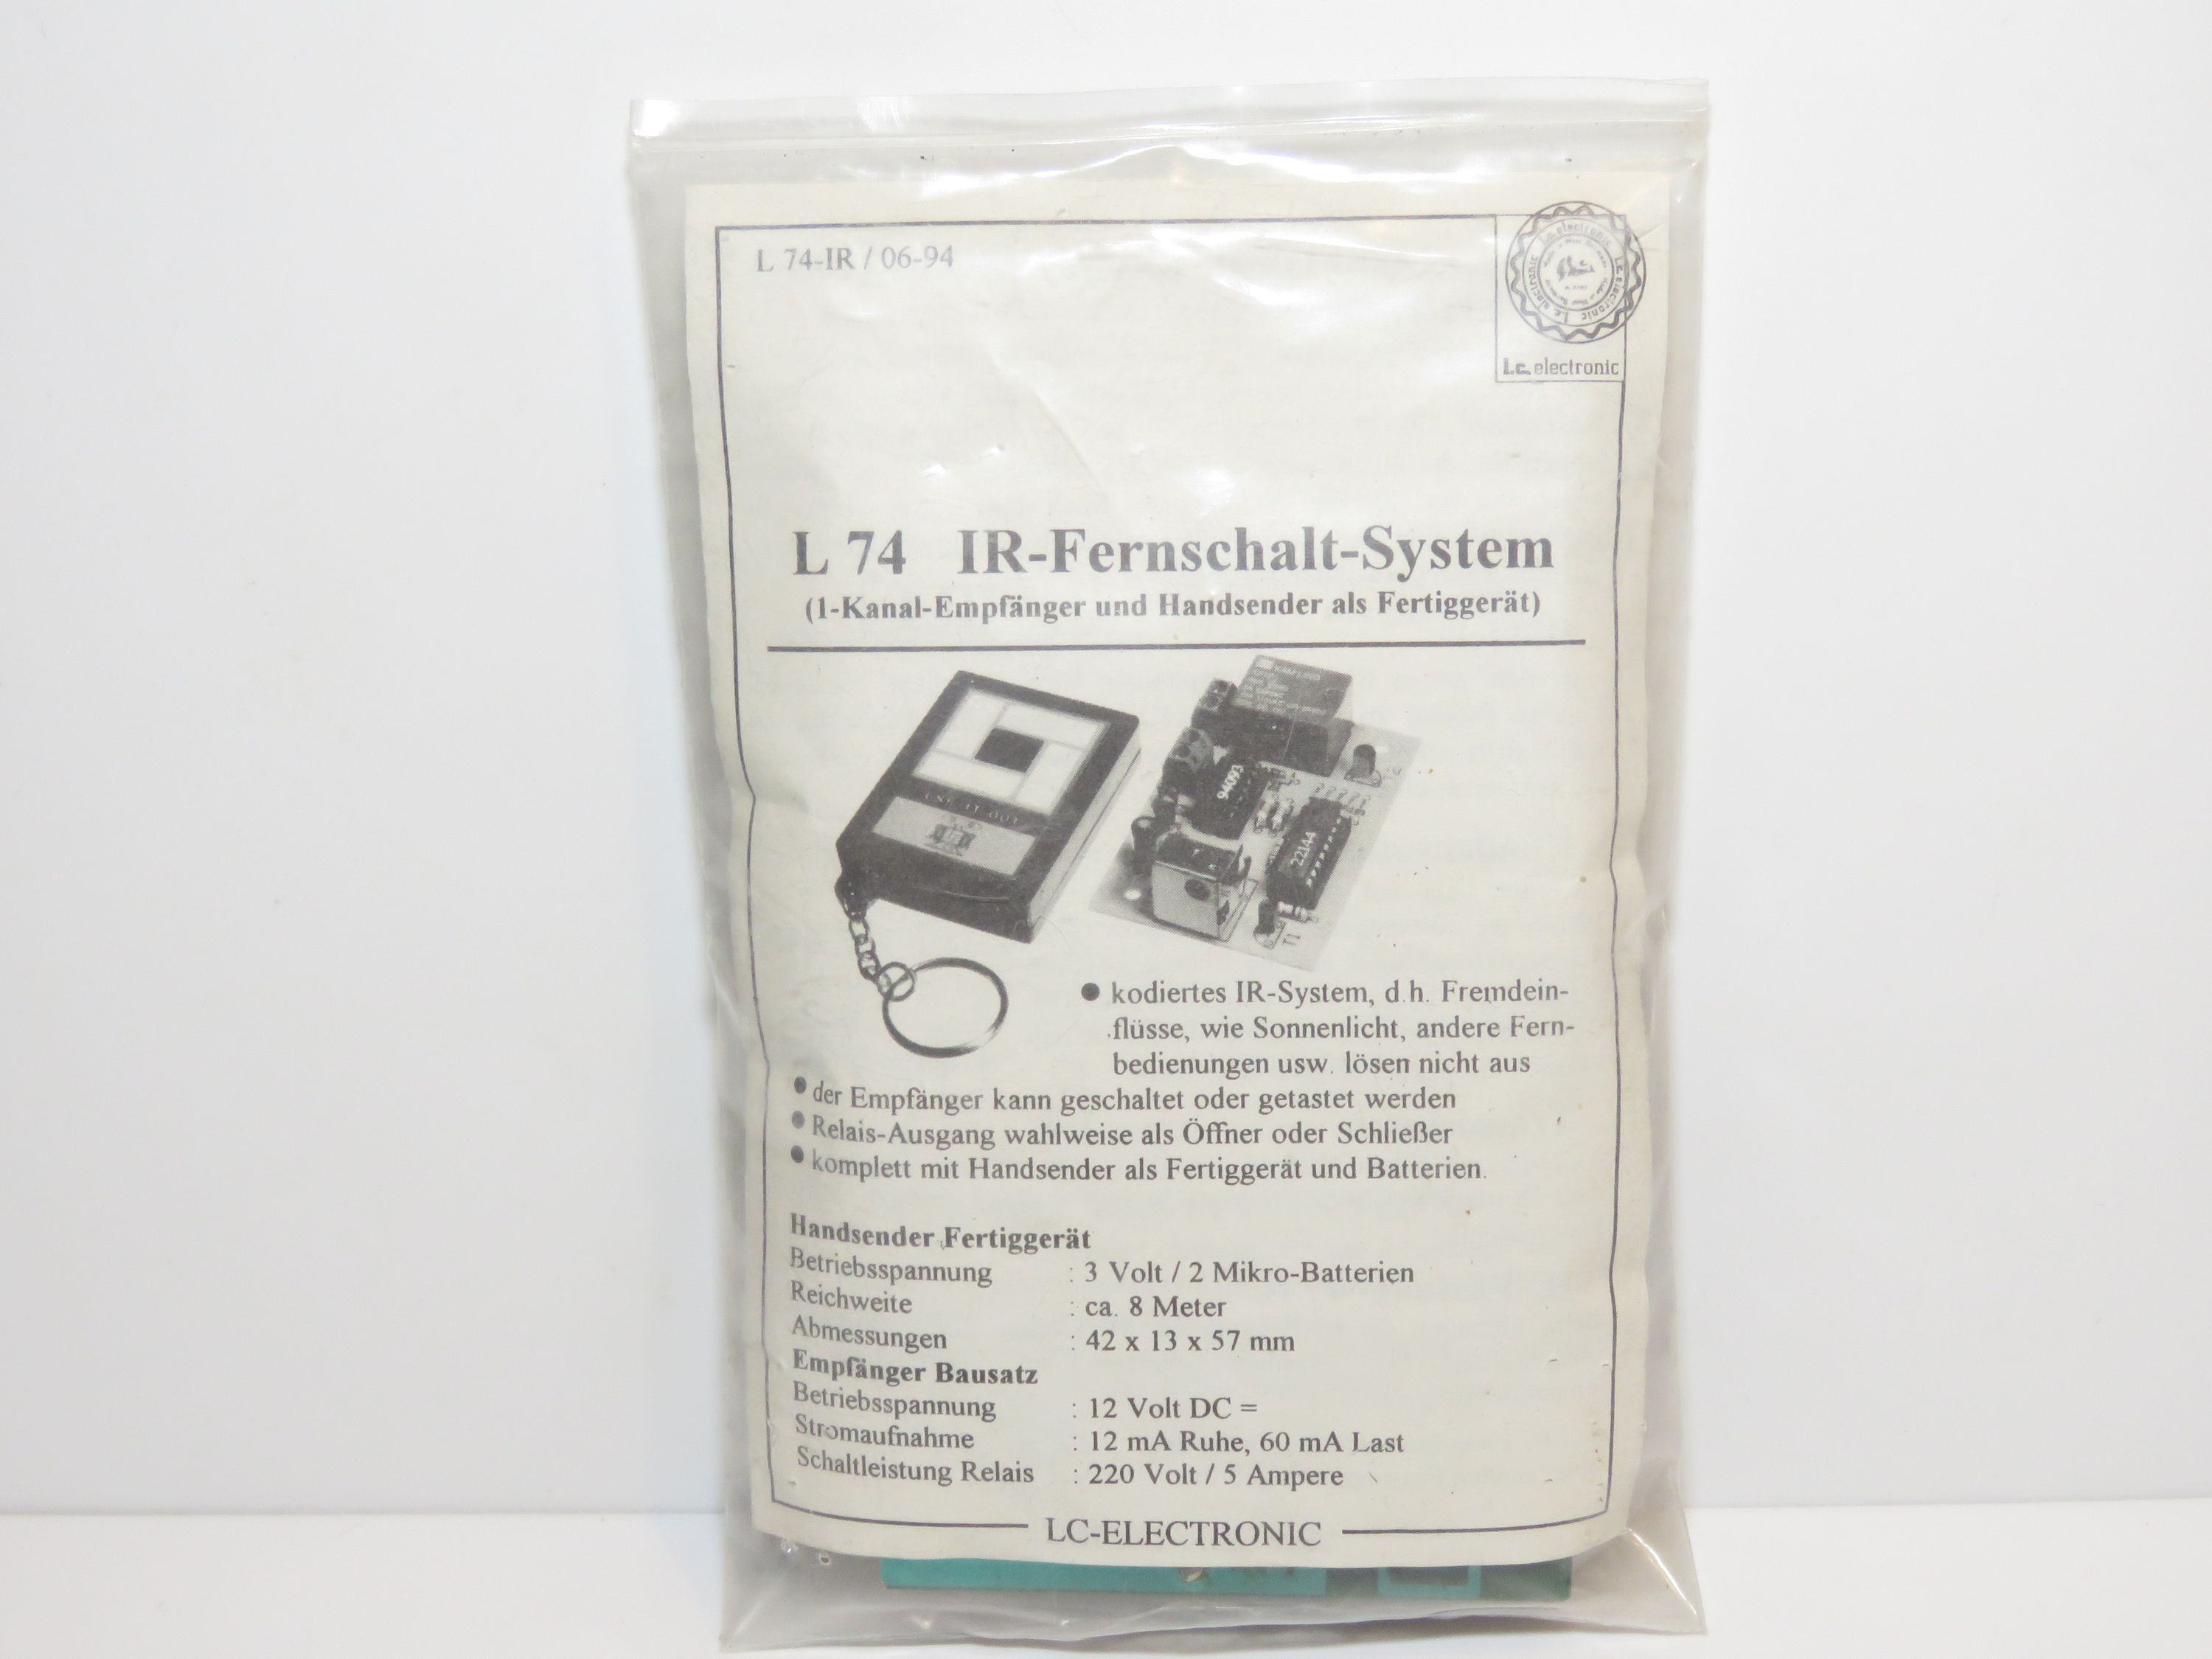 L 74-IR / 06-94
l.c. electronic
L 74 IR-Fernschalt-System
(1-Kanal-Empfänger und Handsender als Fertiggerät)
94093
22144
T1
● kodiertes IR-System, d.h. Fremdein-
flüsse, wie Sonnenlicht, andere Fern-
bedienungen usw. lösen nicht aus
● der Empfänger kann geschaltet oder getastet werden
● Relais-Ausgang wahlweise als Öffner oder Schließer
● komplett mit Handsender als Fertiggerät und Batterien.
Handsender Fertiggerät
Betriebsspannung : 3 Volt / 2 Mikro-Batterien
Reichweite : ca. 8 Meter
Abmessungen : 42 x 13 x 57 mm
Empfänger Bausatz
Betriebsspannung : 12 Volt DC =
Stromaufnahme : 12 mA Ruhe, 60 mA Last
Schaltleistung Relais : 220 Volt / 5 Ampere
LC-ELECTRONIC